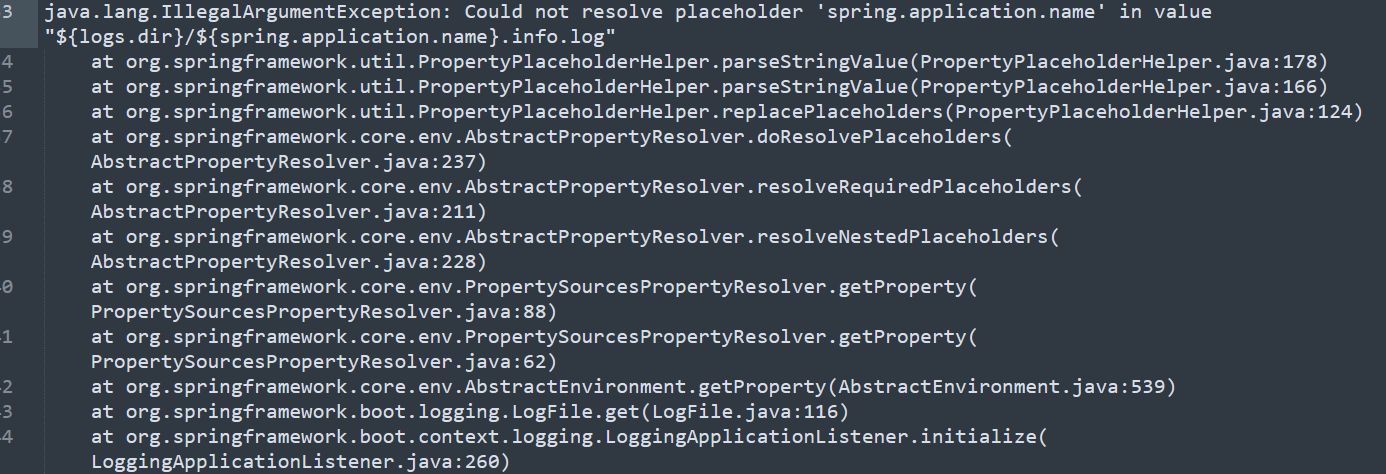 3 java.lang.IllegalArgumentException: Could not resolve placeholder 'spring.application.name' in value
"${logs.dir}/${spring.application.name}.info.log"
4 at org.springframework.util.PropertyPlaceholderHelper.parseStringValue(PropertyPlaceholderHelper.java:178)
5 at org.springframework.util.PropertyPlaceholderHelper.parseStringValue(PropertyPlaceholderHelper.java:166)
6 at org.springframework.util.PropertyPlaceholderHelper.replacePlaceholders(PropertyPlaceholderHelper.java:124)
7 at org.springframework.core.env.AbstractPropertyResolver.doResolvePlaceholders(
AbstractPropertyResolver.java:237)
8 at org.springframework.core.env.AbstractPropertyResolver.resolveRequiredPlaceholders(
AbstractPropertyResolver.java:211)
9 at org.springframework.core.env.AbstractPropertyResolver.resolveNestedPlaceholders(
AbstractPropertyResolver.java:228)
0 at org.springframework.core.env.PropertySourcesPropertyResolver.getProperty(
PropertySourcesPropertyResolver.java:88)
1 at org.springframework.core.env.PropertySourcesPropertyResolver.getProperty(
PropertySourcesPropertyResolver.java:62)
2 at org.springframework.core.env.AbstractEnvironment.getProperty(AbstractEnvironment.java:539)
3 at org.springframework.boot.logging.LogFile.get(LogFile.java:116)
4 at org.springframework.boot.context.logging.LoggingApplicationListener.initialize(
LoggingApplicationListener.java:260)